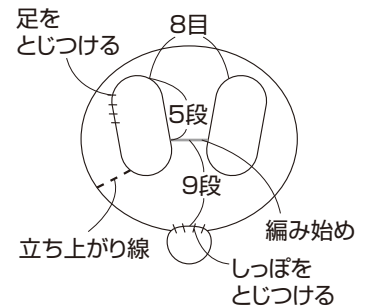 足を
とじつける
8目
5段
9段
立ち上がり線
編み始め
しっぽを
とじつける